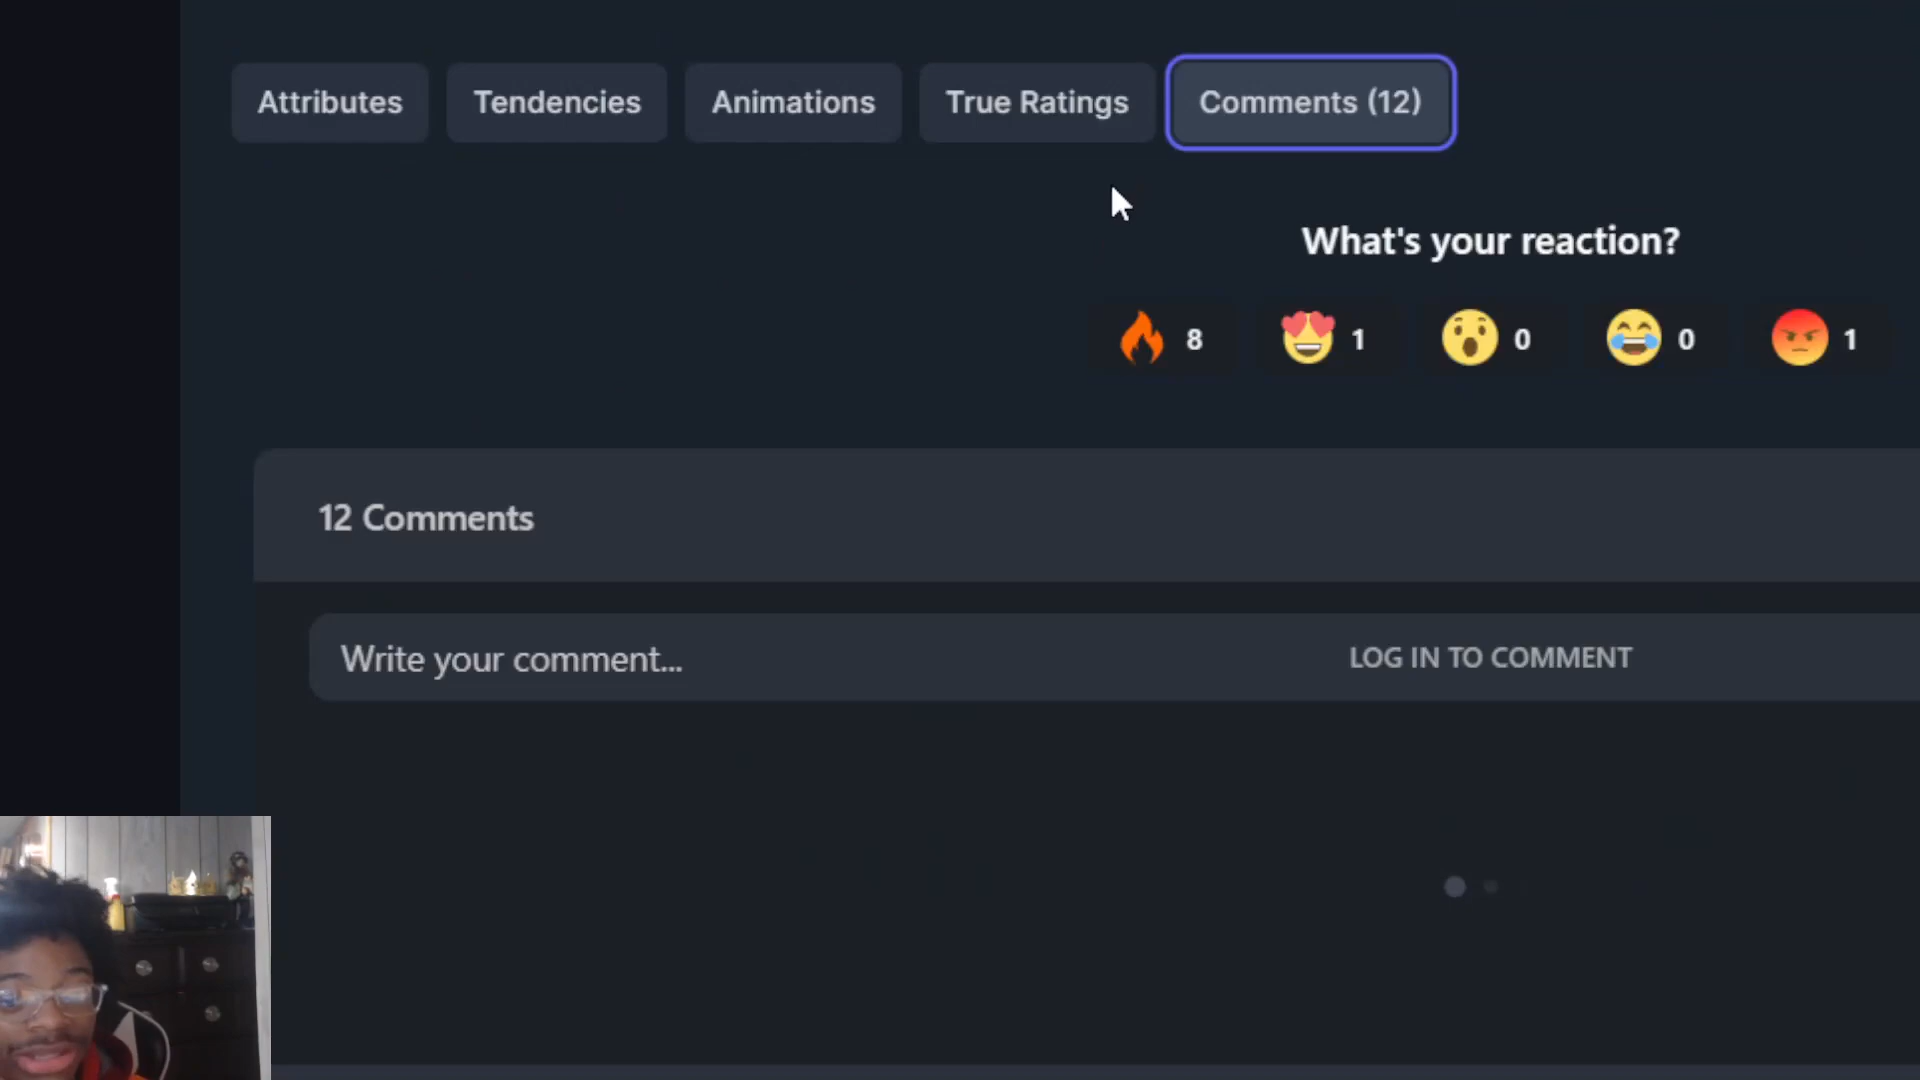 Attributes
Tendencies
Animations
True Ratings
Comments (12)
What's your reaction?
8
1
0
0
1
12 Comments
Write your comment...
LOG IN TO COMMENT